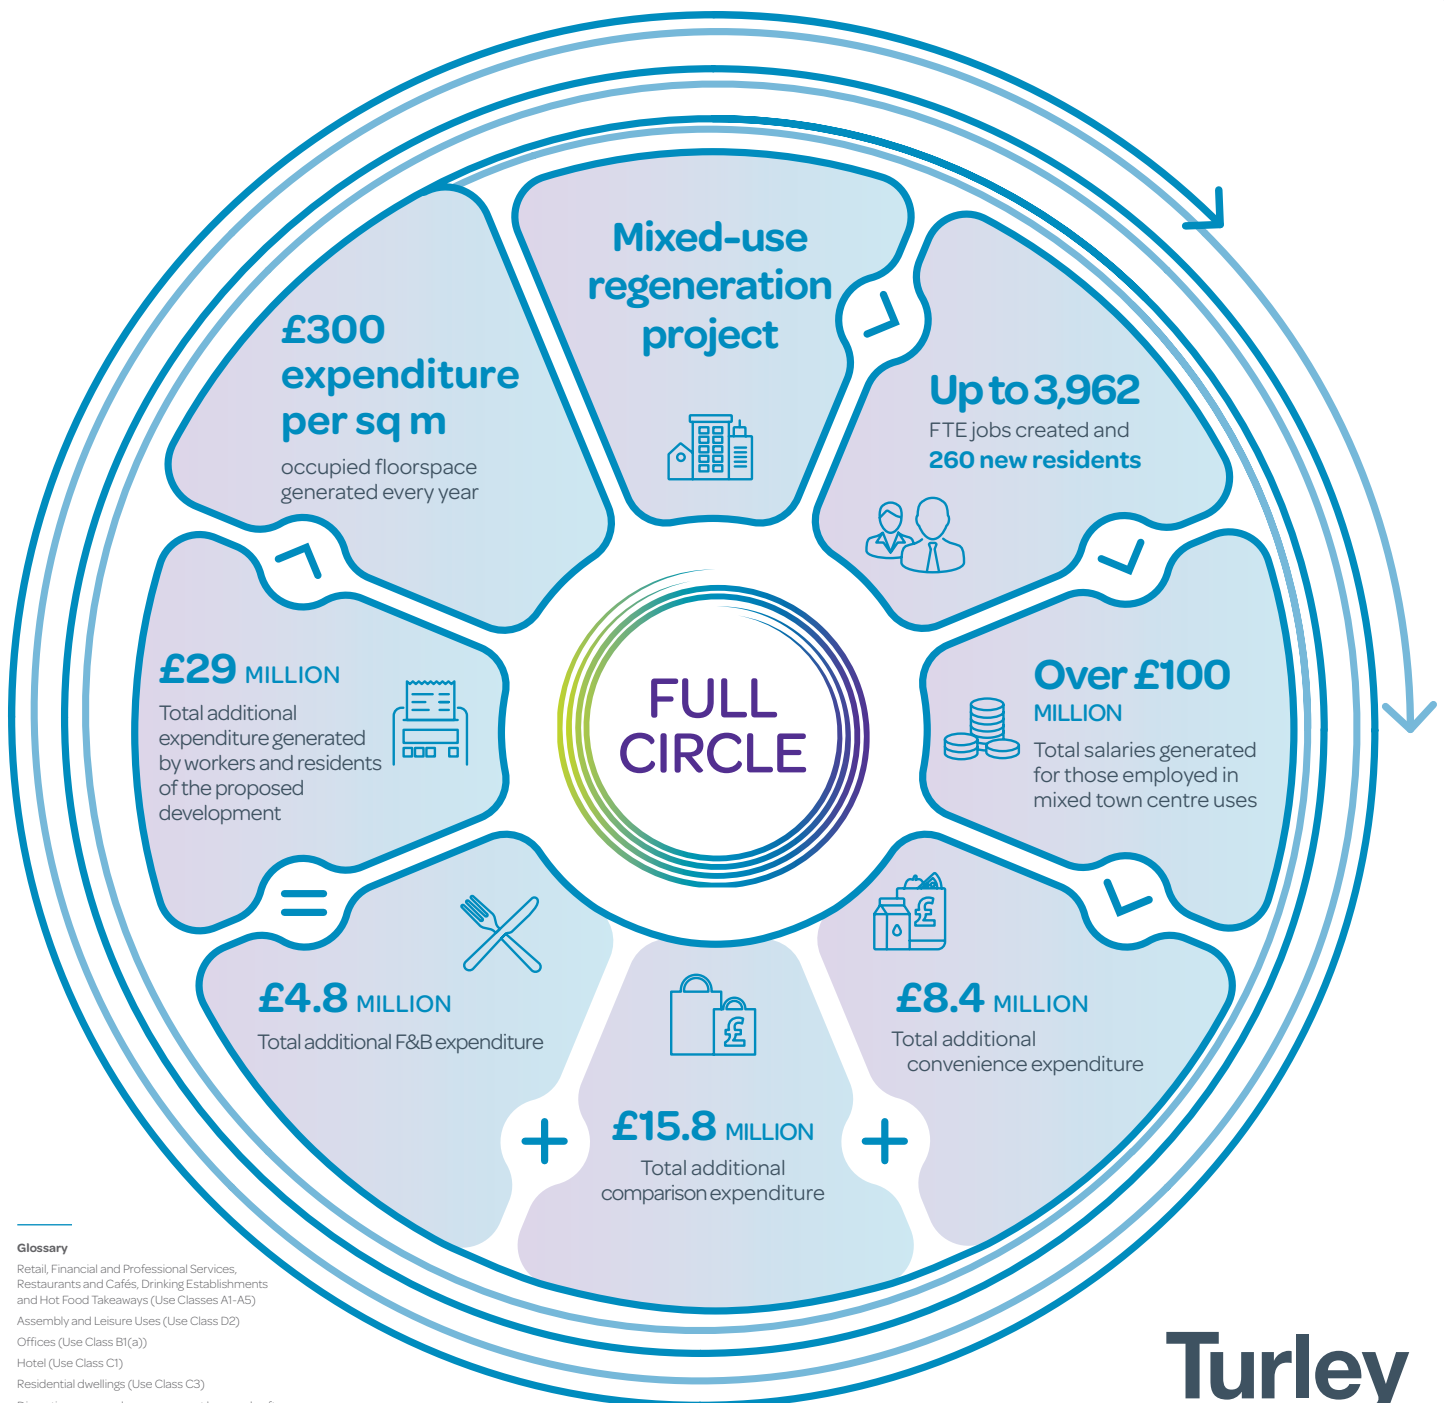 Mixed-use
regeneration
project
Up to 3,962
FTE jobs created and
260 new residents
Over £100
MILLION
Total salaries generated
for those employed in
mixed town centre uses
£8.4 MILLION
Total additional
convenience expenditure
+
£15.8 MILLION
Total additional
comparison expenditure
+
£4.8 MILLION
Total additional F&B expenditure
=
£29 MILLION
Total additional
expenditure generated
by workers and residents
of the proposed
development
£300
expenditure
per sq m
occupied floorspace
generated every year
FULL
CIRCLE
£
£
Glossary
Retail, Financial and Professional Services,
Restaurants and Cafés, Drinking Establishments
and Hot Food Takeaways (Use Classes A1-A5)
Assembly and Leisure Uses (Use Class D2)
Offices (Use Class B1(a))
Hotel (Use Class C1)
Residential dwellings (Use Class C3)
Turley